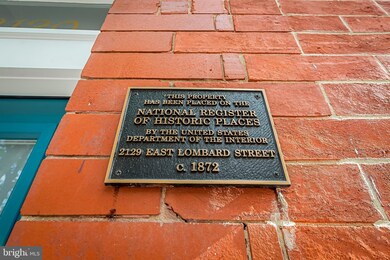 THIS PROPERTY
HAS BEEN PLACED ON THE
NATIONAL REGISTER
OF HISTORIC PLACES
BY THE UNITED STATES
DEPARTMENT OF THE INTERIOR
2129 EAST LOMBARD STREET
c. 1872
bright MLS